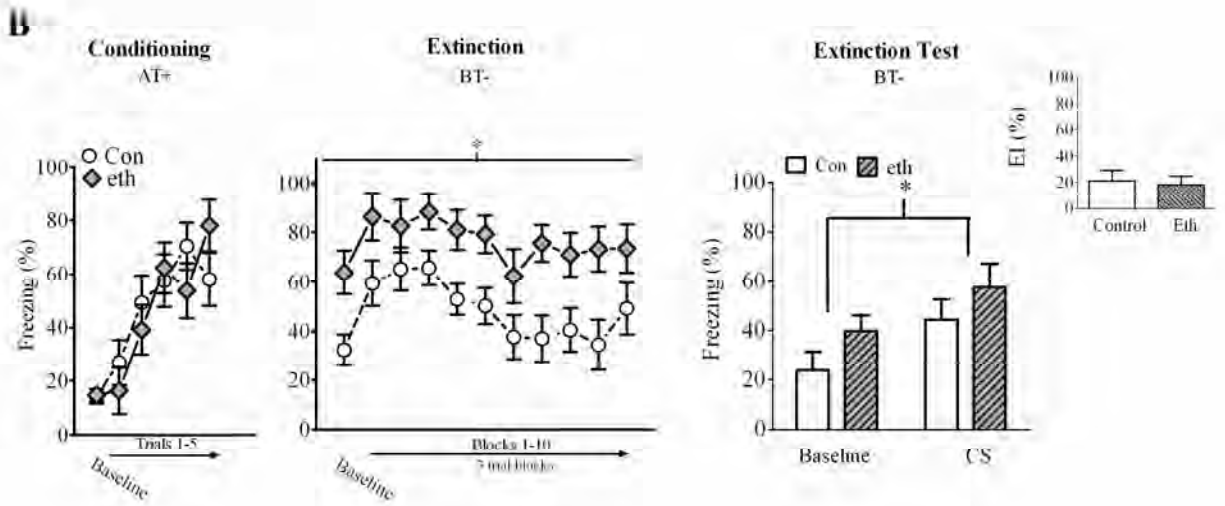 B
Conditioning
AT+
Extinction
BT-
Extinction Test
BT-
Con
eth
Freezing (%)
100
80
60
40
20
0
Trials 1-5
Baseline
*
100
80
60
40
20
0
Blocks 1-10
Baseline
Con
eth
*
Freezing (%)
100
80
60
40
20
0
Baseline
CS
EI (%)
100
80
60
40
20
0
Control
Eth